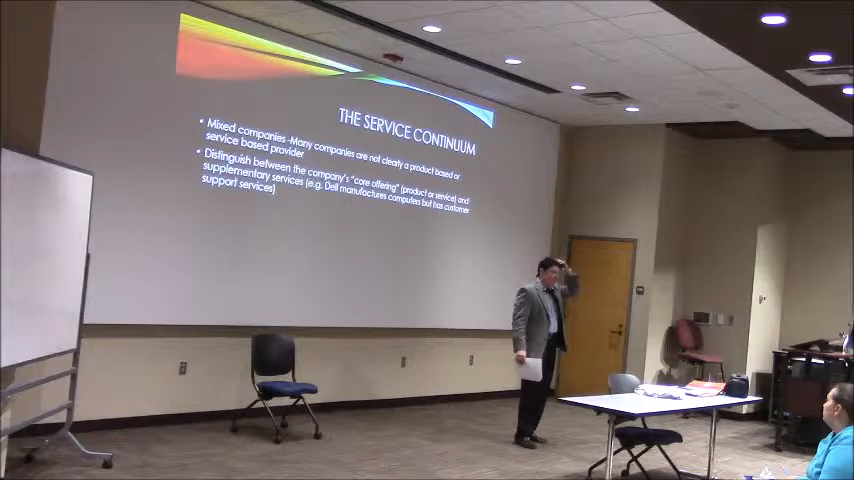 THE SERVICE CONTINUUM
• Mixed companies-Many companies are not clearly a product based or
service based provider
• Distinguish between the company's "core offering" (product or service) and
supplementary services (e.g. Dell manufactures computers but has customer
support services)